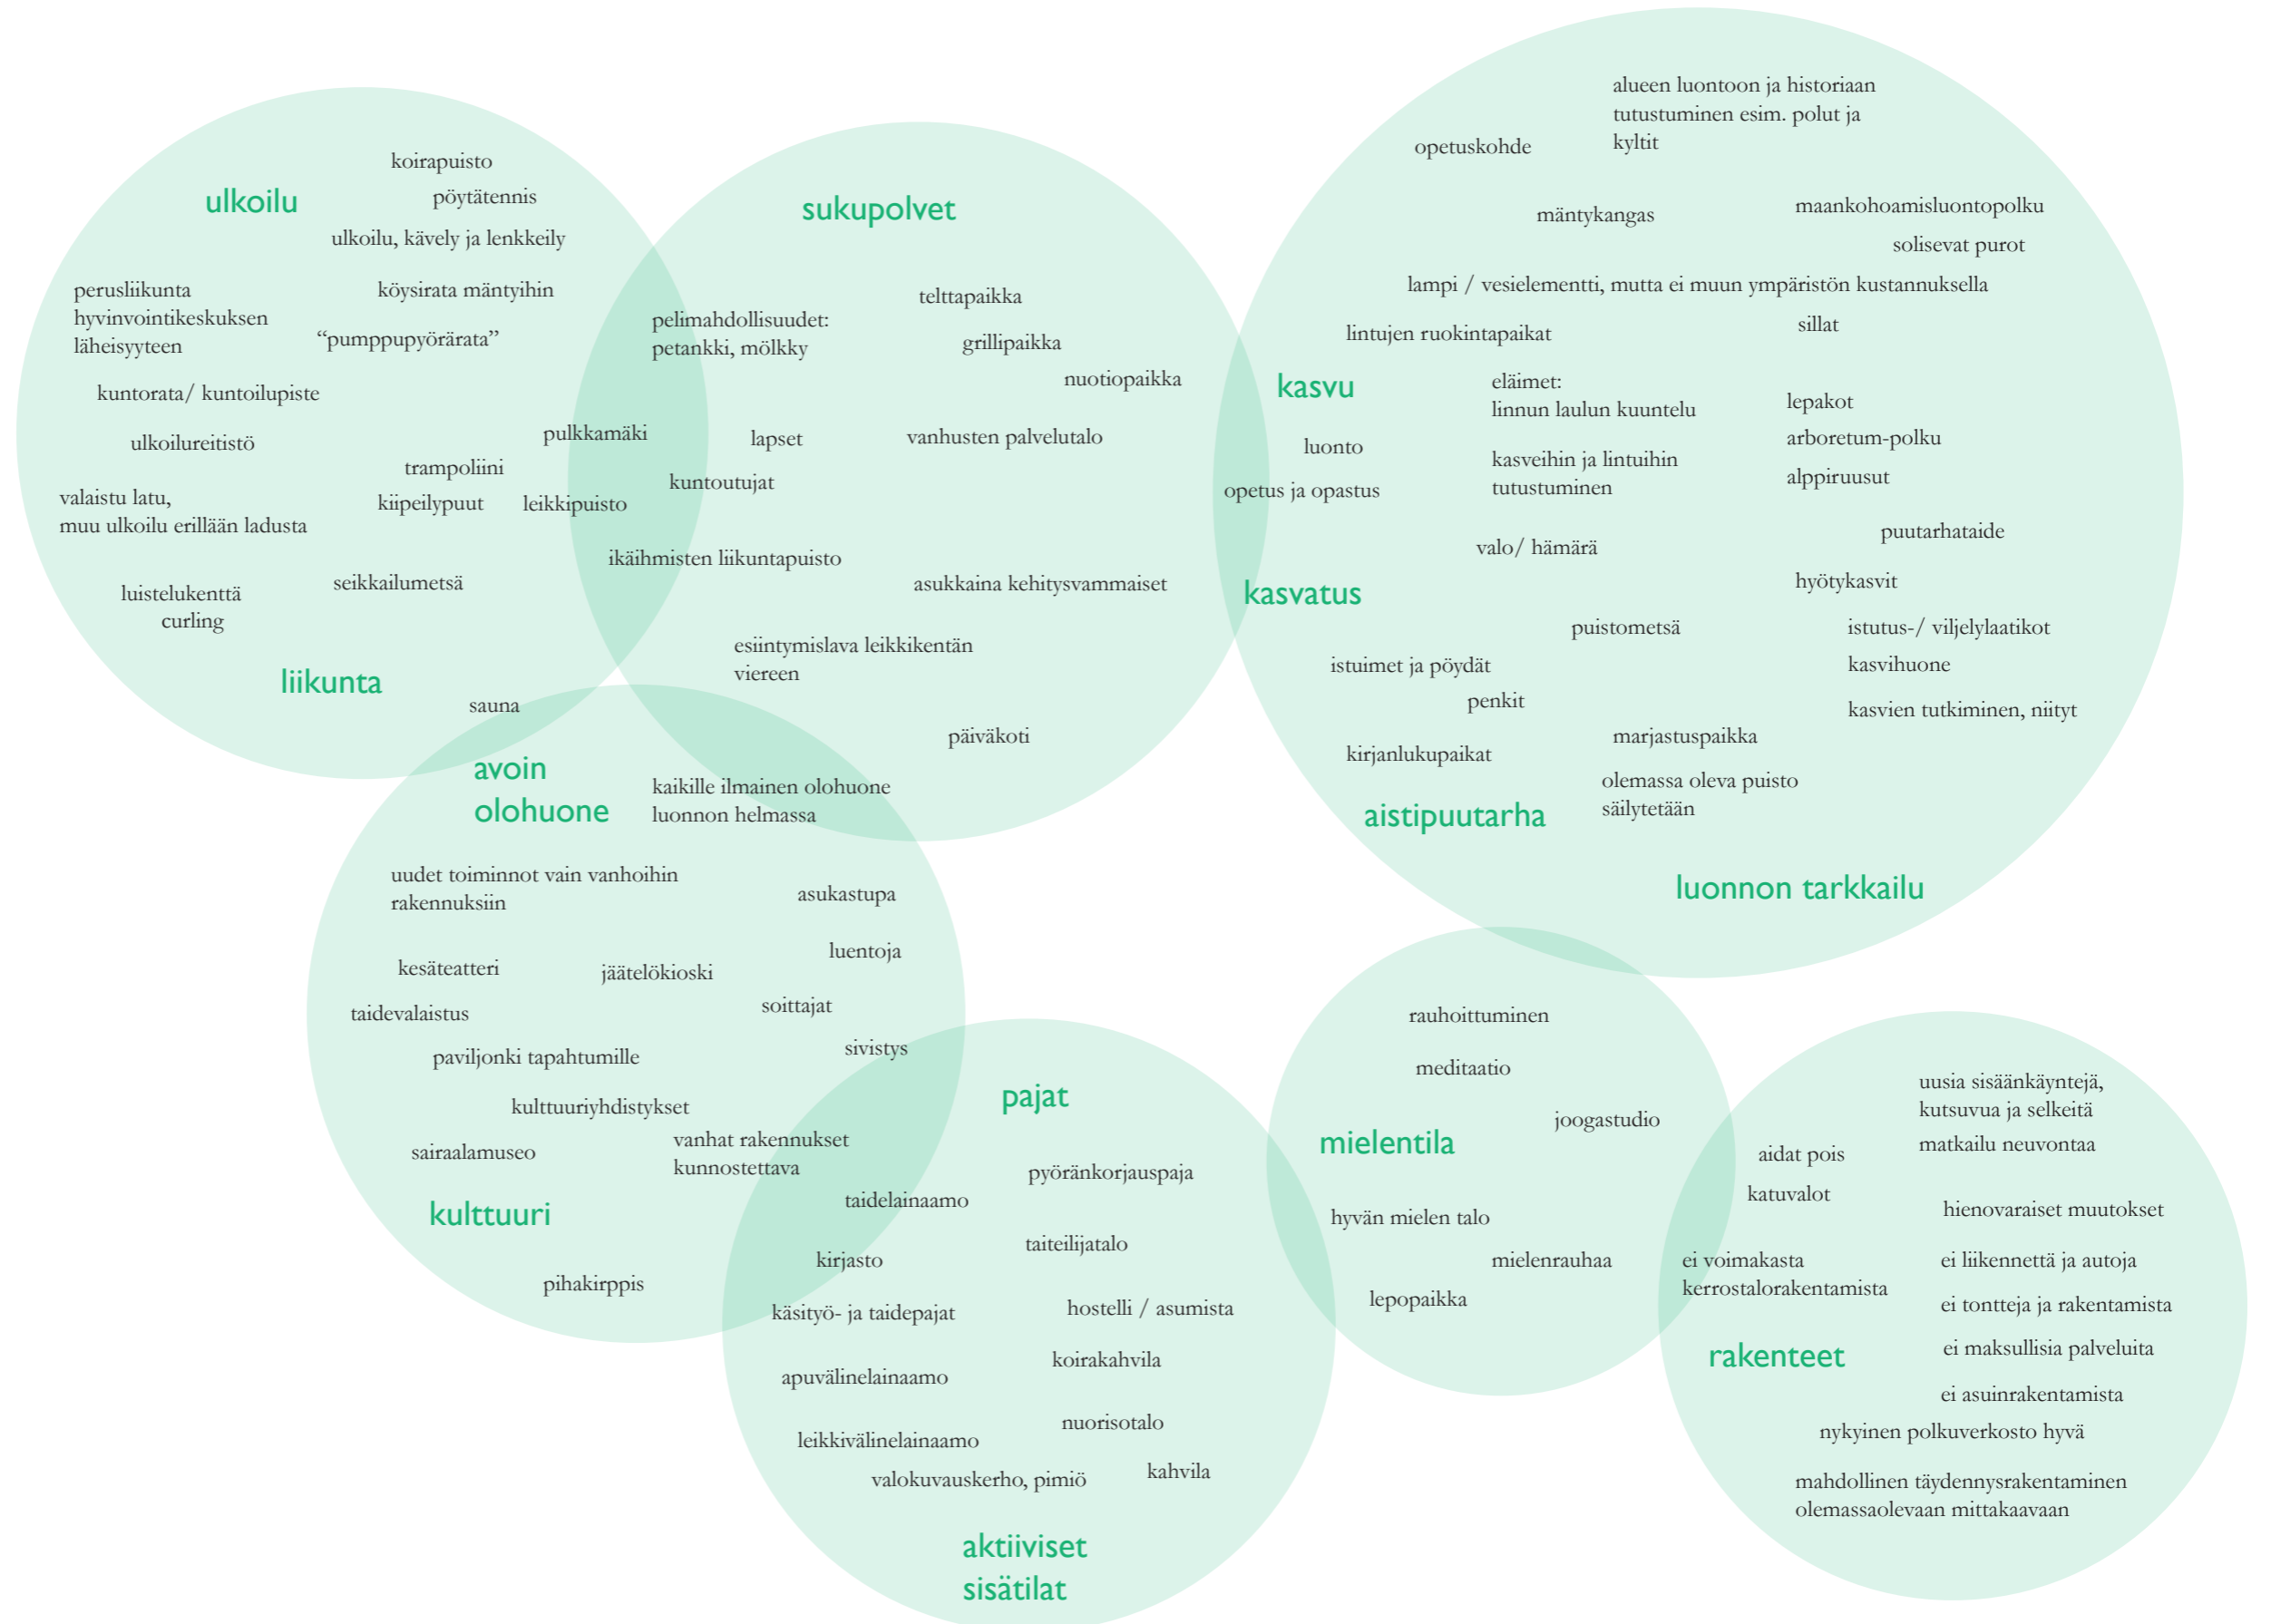 koirapuisto
ulkoilu
pöytätennis
ulkoilu, kävely ja lenkkeily
perusliikunta
hyvinvointikeskuksen
läheisyyteen
köysirata mäntyihin
“pumppupyörärata”
kuntorata/ kuntoilupiste
ulkoilureitistö
pulkkamäki
trampoliini
valaistu latu,
muu ulkoilu erillään ladusta
kiipeilypuut
leikkipuisto
seikkailumetsä
luistelukenttä
curling
liikunta
sauna
sukupolvet
telttapaikka
pelimahdollisuudet:
petankki, mölkky
grillipaikka
nuotiopaikka
lapset
vanhusten palvelutalo
kuntoutujat
ikäihmisten liikuntapuisto
asukkaina kehitysvammaiset
esiintymislava leikkikentän
viereen
päiväkoti
alueen luontoon ja historiaan
tutustuminen esim. polut ja
kyltit
opetuskohde
mäntykangas
maankohoamisluontopolku
solisevat purot
lampi / vesielementti, mutta ei muun ympäristön kustannuksella
lintujen ruokintapaikat
sillat
kasvu
eläimet:
linnun laulun kuuntelu
lepakot
luonto
arboretum-polku
kasveihin ja lintuihin
tutustuminen
alppiruusut
opetus ja opastus
puutarhataide
valo/ hämärä
hyötykasvit
kasvatus
puistometsä
istutus-/ viljelylaatikot
istuimet ja pöydät
kasvihuone
penkit
kasvien tutkiminen, niityt
marjastuspaikka
kirjanlukupaikat
olemassa oleva puisto
säilytetään
aistipuutarha
luonnon tarkkailu
avoin
olohuone
kaikille ilmainen olohuone
luonnon helmassa
uudet toiminnot vain vanhoihin
rakennuksiin
asukastupa
luentoja
kesäteatteri
jäätelökioski
soittajat
taidevalaistus
sivistys
paviljonki tapahtumille
kulttuuriyhdistykset
vanhat rakennukset
kunnostettava
sairaalamuseo
kulttuuri
pihakirppis
pajat
pyöränkorjauspaja
taidelainaamo
taiteilijatalo
kirjasto
käsityö- ja taidepajat
hostelli / asumista
koirakahvila
apuvälinelainaamo
nuorisotalo
leikkivälinelainaamo
kahvila
valokuvauskerho, pimiö
aktiiviset
sisätilat
rauhoittuminen
meditaatio
joogastudio
mielentila
hyvän mielen talo
mielenrauhaa
lepopaikka
uusia sisäänkäyntejä,
kutsuvua ja selkeitä
matkailu neuvontaa
aidat pois
katuvalot
hienovaraiset muutokset
ei voimakasta
kerrostalorakentamista
ei liikennettä ja autoja
ei tontteja ja rakentamista
rakenteet
ei maksullisia palveluita
ei asuinrakentamista
nykyinen polkuverkosto hyvä
mahdollinen täydennysrakentaminen
olemassaolevaan mittakaavaan